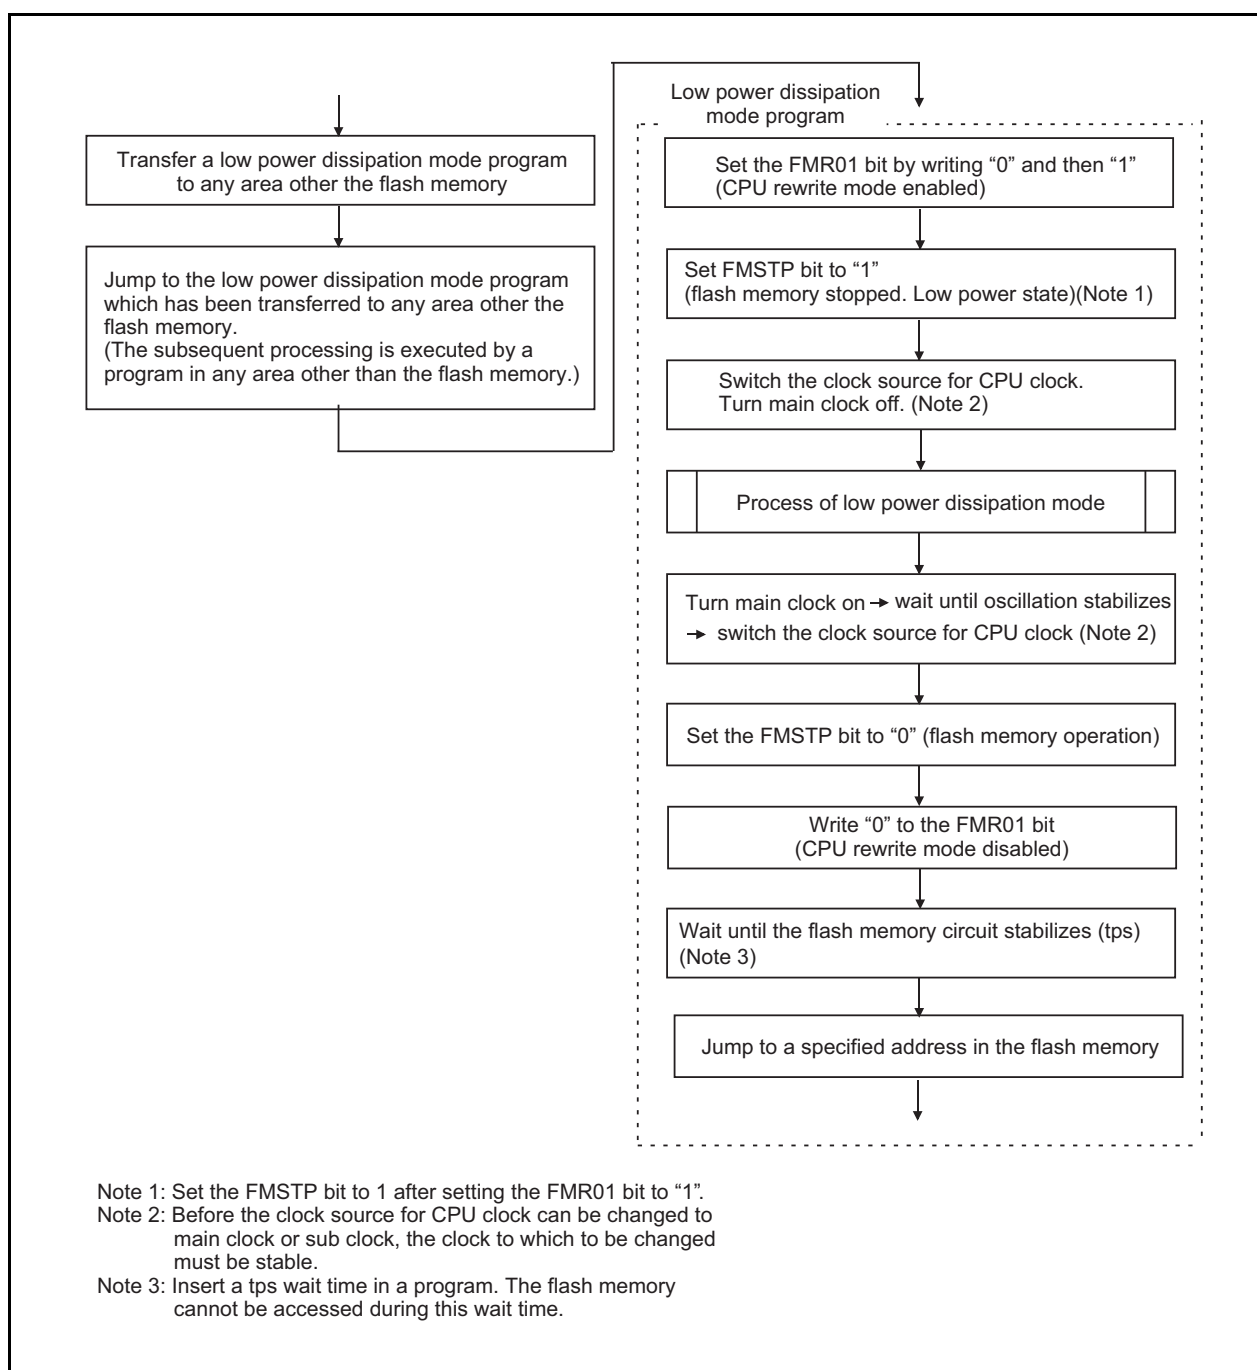 Transfer a low power dissipation mode program
to any area other the flash memory
Jump to the low power dissipation mode program
which has been transferred to any area other the
flash memory.
(The subsequent processing is executed by a
program in any area other than the flash memory.)
Low power dissipation
mode program
Set the FMR01 bit by writing “0” and then “1”
(CPU rewrite mode enabled)
Set FMSTP bit to “1”
(flash memory stopped. Low power state)(Note 1)
Switch the clock source for CPU clock.
Turn main clock off. (Note 2)
Process of low power dissipation mode
Turn main clock on → wait until oscillation stabilizes
→ switch the clock source for CPU clock (Note 2)
Set the FMSTP bit to “0” (flash memory operation)
Write “0” to the FMR01 bit
(CPU rewrite mode disabled)
Wait until the flash memory circuit stabilizes (tps)
(Note 3)
Jump to a specified address in the flash memory
Note 1: Set the FMSTP bit to 1 after setting the FMR01 bit to “1”.
Note 2: Before the clock source for CPU clock can be changed to
main clock or sub clock, the clock to which to be changed
must be stable.
Note 3: Insert a tps wait time in a program. The flash memory
cannot be accessed during this wait time.